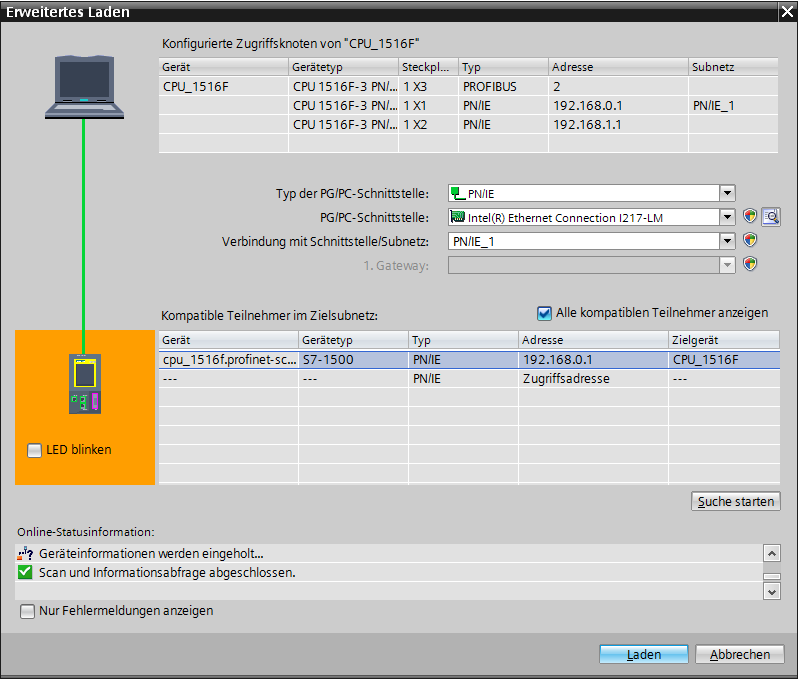 Erweitertes Laden
Konfigurierte Zugriffsknoten von "CPU_1516F"
Gerät Gerätetyp Steckpl... Typ Adresse Subnetz
CPU_1516F CPU 1516F-3 PN/... 1 X3 PROFIBUS 2
CPU 1516F-3 PN/... 1 X1 PN/IE 192.168.0.1 PN/IE_1
CPU 1516F-3 PN/... 1 X2 PN/IE 192.168.1.1
Typ der PG/PC-Schnittstelle: PN/IE
PG/PC-Schnittstelle: Intel(R) Ethernet Connection I217-LM
Verbindung mit Schnittstelle/Subnetz: PN/IE_1
1. Gateway:
Kompatible Teilnehmer im Zielsubnetz: Alle kompatiblen Teilnehmer anzeigen
Gerät Gerätetyp Typ Adresse Zielgerät
cpu_1516f.profinet-sc... S7-1500 PN/IE 192.168.0.1 CPU_1516F
--- --- PN/IE Zugriffsadresse ---
LED blinken
Suche starten
Online-Statusinformation:
Geräteinformationen werden eingeholt...
Scan und Informationsabfrage abgeschlossen.
Nur Fehlermeldungen anzeigen
Laden Abbrechen